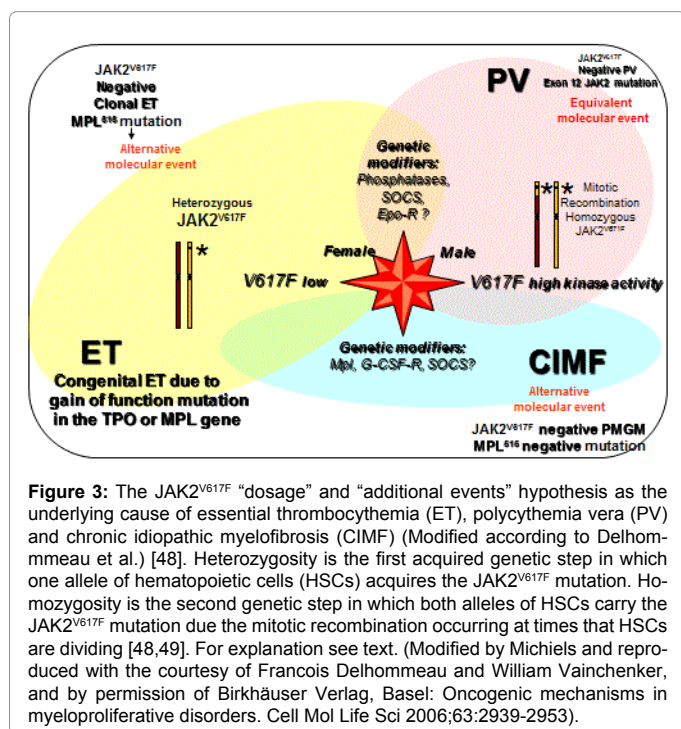 JAK2V617F
Negative
Clonal ET
MPL515 mutation
Alternative
molecular event
Heterozygous
JAK2V617F
*
ET
Congenital ET due to
gain of function mutation
in the TPO or MPL gene
Genetic
modifiers:
Phosphatases,
SOCS,
Epo-R ?
Female
Male
V617F low
V617F high kinase activity
Genetic modifiers:
Mpl, G-CSF-R, SOCS?
PV
JAK2V617F
Negative PV
Exon 12 JAK2 mutation
Equivalent
molecular event
* *
Mitotic
Recombination
Homozygous
CIMF
Alternative
molecular event
JAK2V617F negative PMGM
MPL515 negative mutation
Figure 3: The JAK2V617F “dosage” and “additional events” hypothesis as the
underlying cause of essential thrombocythemia (ET), polycythemia vera (PV)
and chronic idiopathic myelofibrosis (CIMF) (Modified according to Delhom-
mmeau et al.) [48]. Heterozygosity is the first acquired genetic step in which
one allele of hematopoietic cells (HSCs) acquires the JAK2V617F mutation. Ho-
mozygosity is the second genetic step in which both alleles of HSCs carry the
JAK2V617F mutation due the mitotic recombination occurring at times that HSCs
are dividing [48,49]. For explanation see text. (Modified by Michiels and repro-
duced with the courtesy of Francois Delhommeau and William Vainchenker,
and by permission of Birkhäuser Verlag, Basel: Oncogenic mechanisms in
myeloproliferative disorders. Cell Mol Life Sci 2006;63:2939-2953).